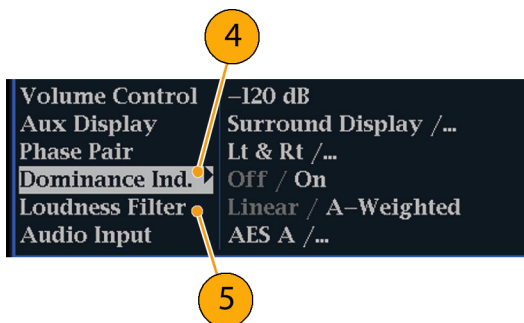 4
Volume Control –120 dB
Aux Display Surround Display /...
Phase Pair Lt & Rt /...
Dominance Ind. Off / On
Loudness Filter Linear / A–Weighted
Audio Input AES A /...
5